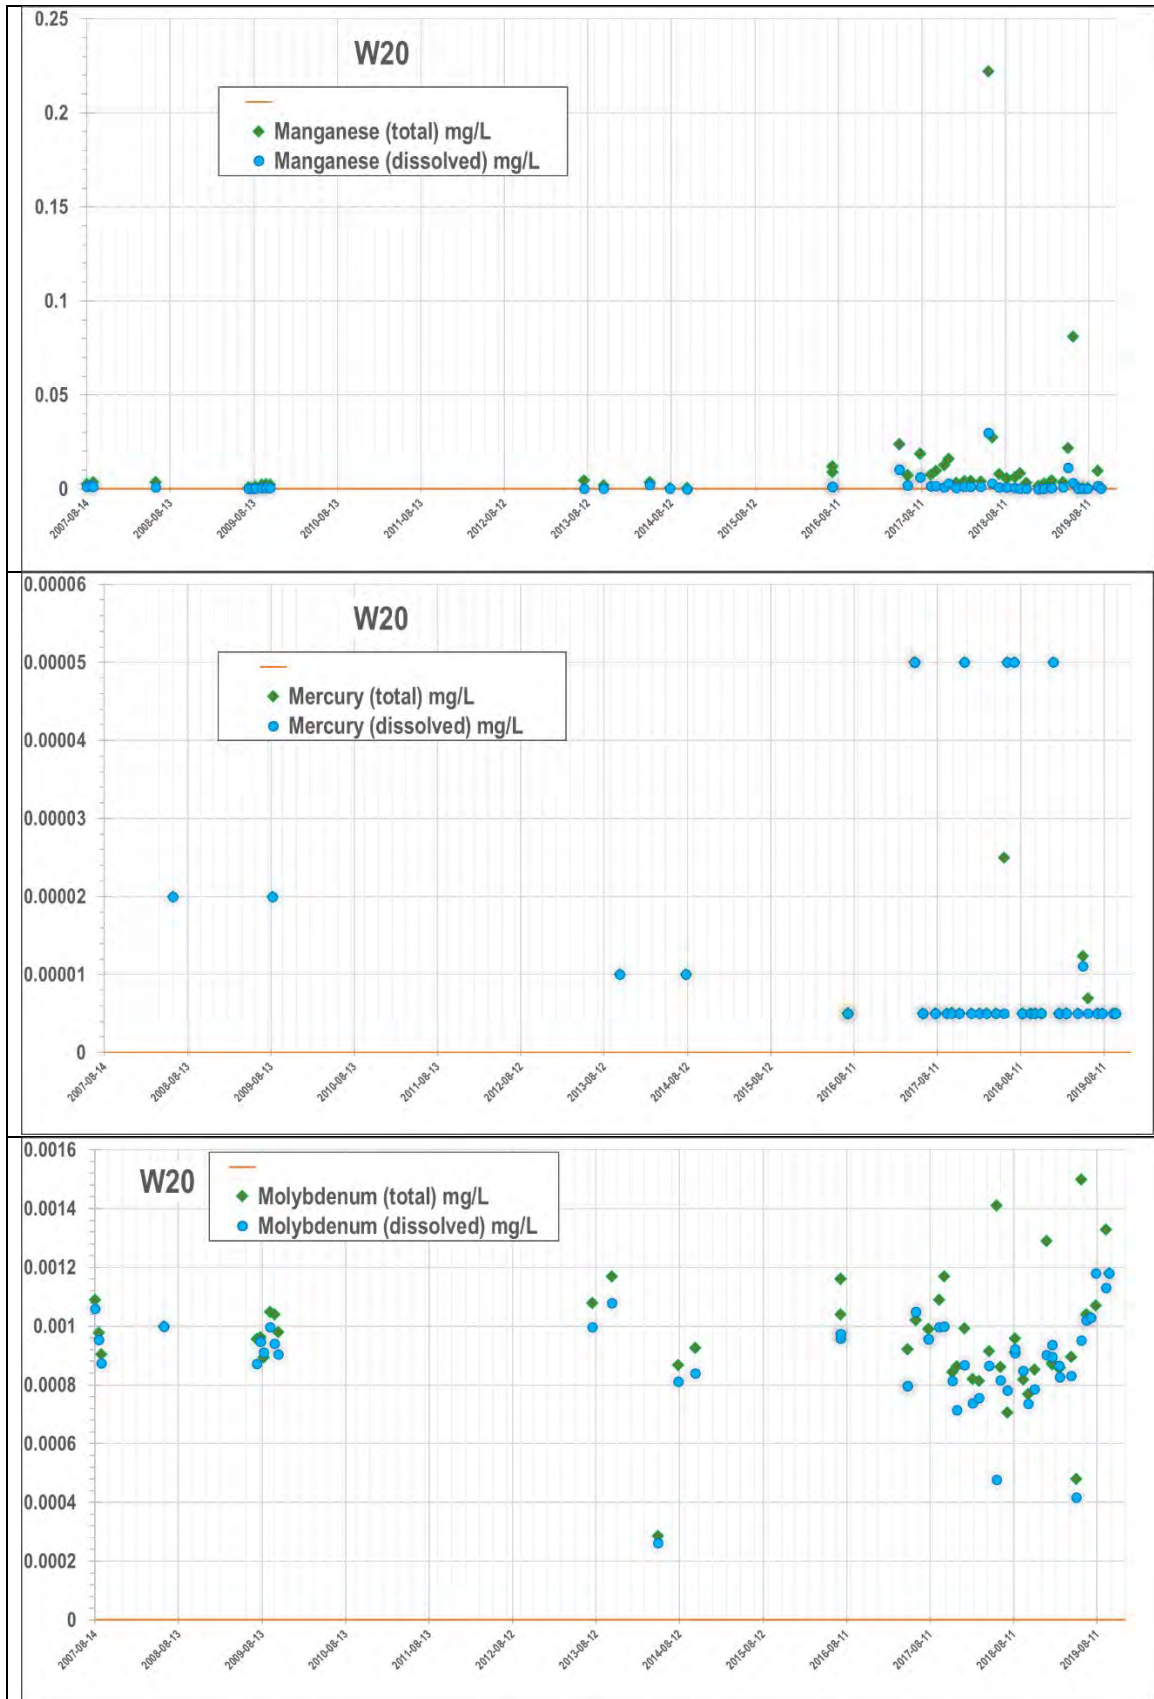 0.25
W20
Manganese (total) mg/L
Manganese (dissolved) mg/L
0.2
0.15
0.1
0.05
0
2007-08-14 2008-08-13 2009-08-13 2010-08-13 2011-08-13 2012-08-12 2013-08-12 2014-08-12 2015-08-12 2016-08-11 2017-08-11 2018-08-11 2019-08-11
0.00006
W20
Mercury (total) mg/L
Mercury (dissolved) mg/L
0.00005
0.00004
0.00003
0.00002
0.00001
0
2007-08-14 2008-08-13 2009-08-13 2010-08-13 2011-08-13 2012-08-12 2013-08-12 2014-08-12 2015-08-12 2016-08-11 2017-08-11 2018-08-11 2019-08-11
0.0016
W20
Molybdenum (total) mg/L
Molybdenum (dissolved) mg/L
0.0014
0.0012
0.001
0.0008
0.0006
0.0004
0.0002
0
2007-08-14 2008-08-13 2009-08-13 2010-08-13 2011-08-13 2012-08-12 2013-08-12 2014-08-12 2015-08-12 2016-08-11 2017-08-11 2018-08-11 2019-08-11